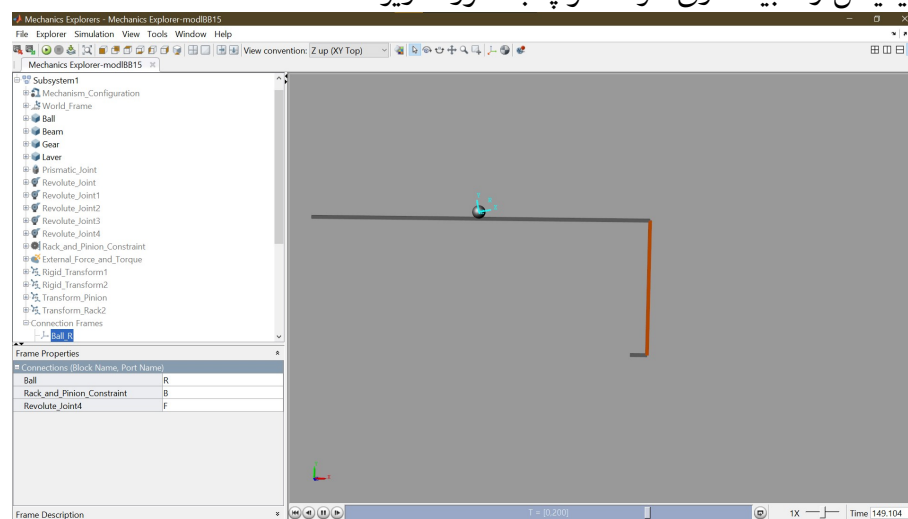 Mechanics Explorers - Mechanics Explorer-modlBB15
File Explorer Simulation View Tools Window Help
View convention: Z up (XY Top)
Mechanics Explorer-modlBB15
Subsystem1
Mechanism_Configuration
World_Frame
Ball
Beam
Gear
Laver
Prismatic_Joint
Revolute_Joint
Revolute_Joint1
Revolute_Joint2
Revolute_Joint3
Revolute_Joint4
Rack_and_Pinion_Constraint
External_Force_and_Torque
Rigid_Transform1
Rigid_Transform2
Transform_Pinion
Transform_Rack2
Connection Frames
Ball_R
Frame Properties
Connections (Block Name, Port Name)
Ball R
Rack_and_Pinion_Constraint B
Revolute_Joint4 F
Frame Description
T = [0.200]
1X
Time 149.104